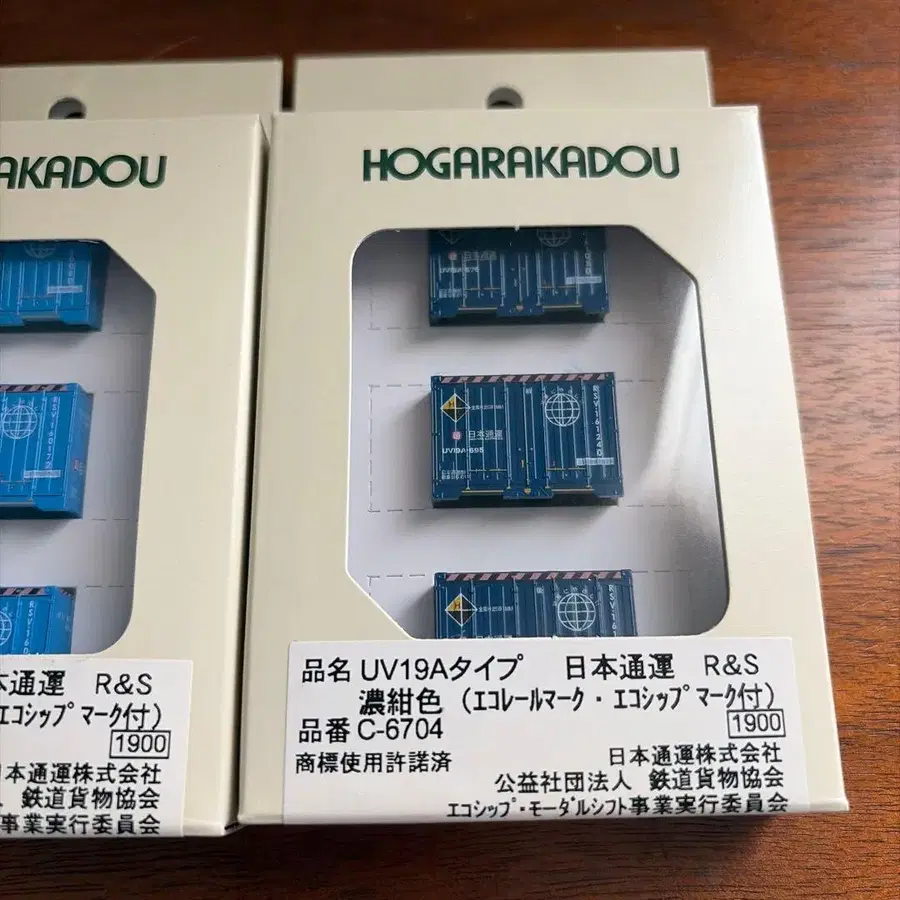 AKADOU
本通運 R&S
エコシップ マーク付)
1900
本通運株式会社
人 鉄道貨物協会
事業実行委員会
HOGARAKADOU
日本通運
UV19A-695
RSV-161240
品名 UV19Aタイプ 日本通運 R&S
濃紺色 (エコレールマーク・エコシップ マーク付)
品番 C-6704
1900
商標使用許諾済
日本通運株式会社
公益社団法人 鉄道貨物協会
エコシップ・モーダルシフト事業実行委員会